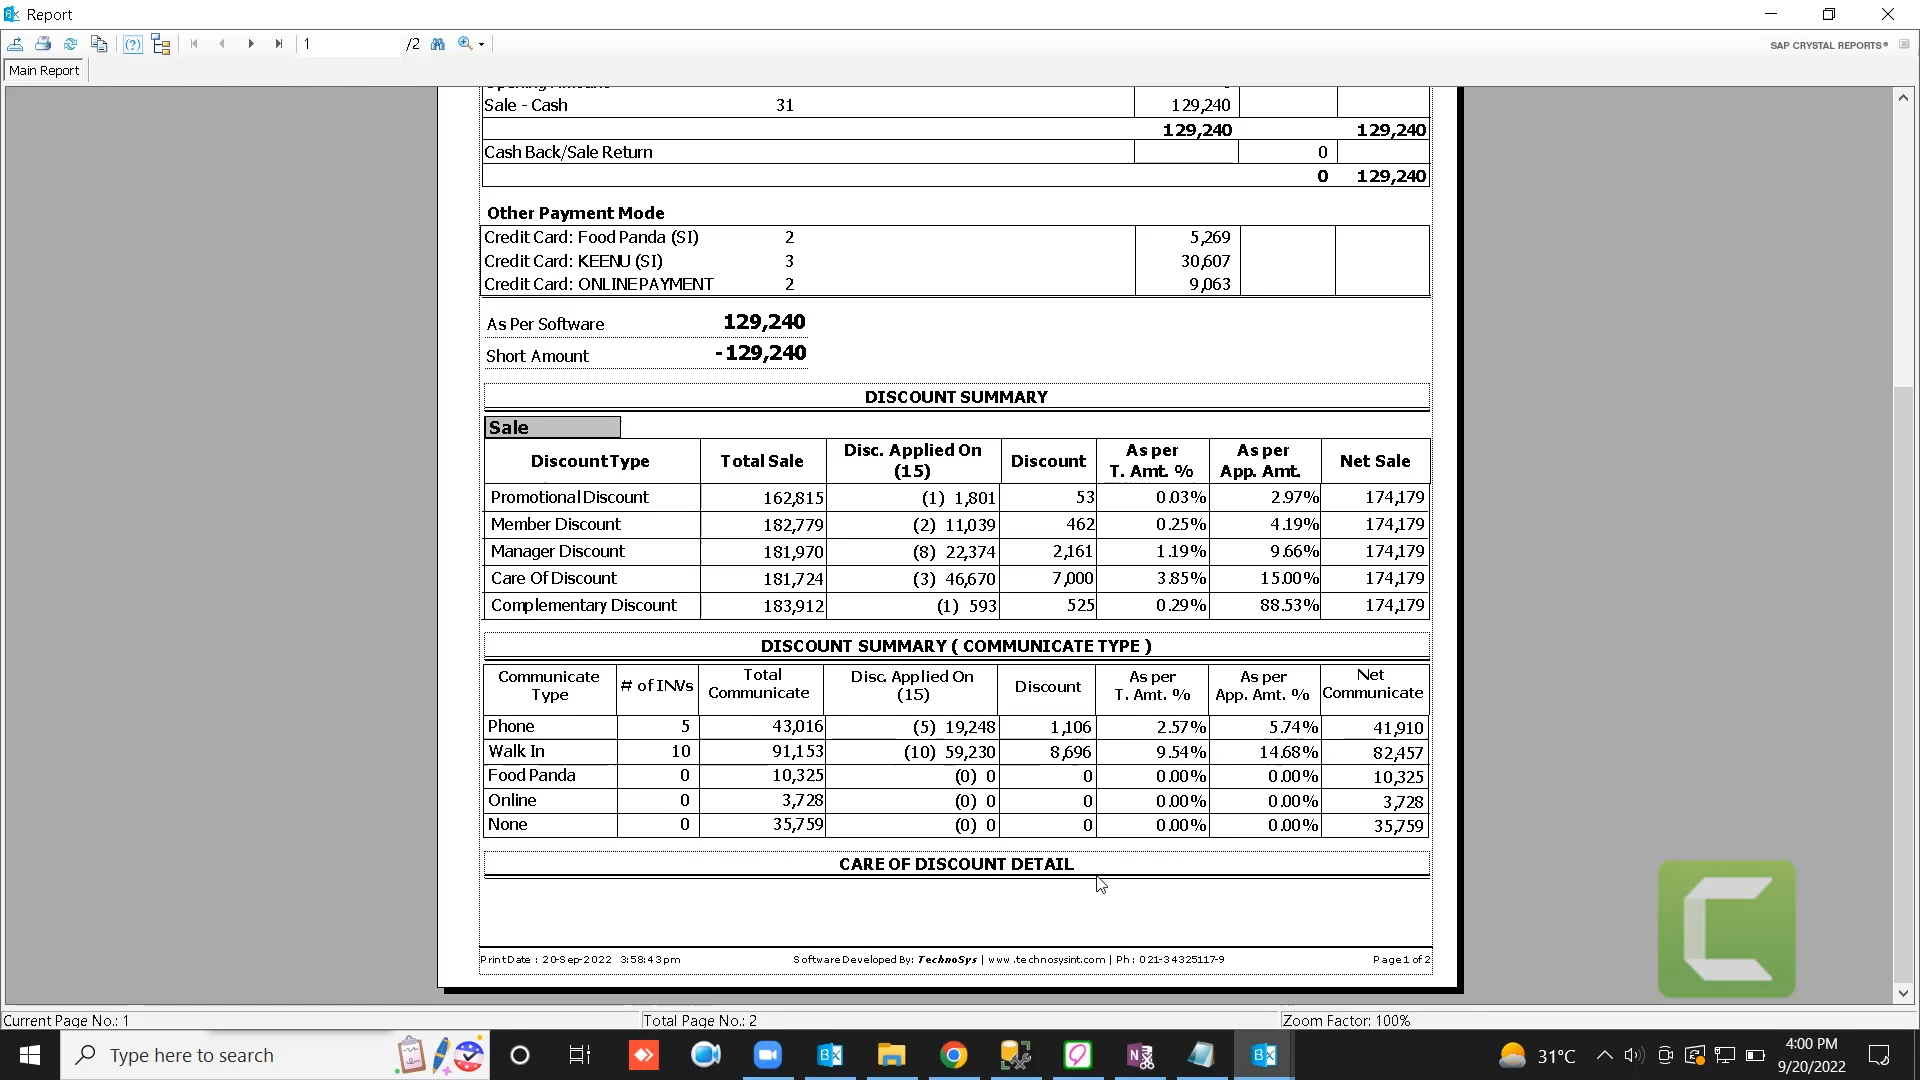 Report
1 /2
SAP CRYSTAL REPORTS®
Main Report
Sale - Cash 31 129,240
129,240 129,240
Cash Back/Sale Return 0
0 129,240
Other Payment Mode
Credit Card: Food Panda (SI) 2 5,269
Credit Card: KEENU (SI) 3 30,607
Credit Card: ONLINEPAYMENT 2 9,063
As Per Software 129,240
Short Amount -129,240
DISCOUNT SUMMARY
Sale
DiscountType Total Sale Disc. Applied On (15) Discount As per T. Amt. % As per App. Amt. Net Sale
Promotional Discount 162,815 (1) 1,801 53 0.03% 2.97% 174,179
Member Discount 182,779 (2) 11,039 462 0.25% 4.19% 174,179
Manager Discount 181,970 (8) 22,374 2,161 1.19% 9.66% 174,179
Care Of Discount 181,724 (3) 46,670 7,000 3.85% 15.00% 174,179
Complementary Discount 183,912 (1) 593 525 0.29% 88.53% 174,179
DISCOUNT SUMMARY ( COMMUNICATE TYPE )
Communicate Type # of INVs Total Communicate Disc. Applied On (15) Discount As per T. Amt. % As per App. Amt. % Net Communicate
Phone 5 43,016 (5) 19,248 1,106 2.57% 5.74% 41,910
Walk In 10 91,153 (10) 59,230 8,696 9.54% 14.68% 82,457
Food Panda 0 10,325 (0) 0 0 0.00% 0.00% 10,325
Online 0 3,728 (0) 0 0 0.00% 0.00% 3,728
None 0 35,759 (0) 0 0 0.00% 0.00% 35,759
CARE OF DISCOUNT DETAIL
Print Date : 20-Sep-2022 3:58:43pm Software Developed By: TechnoSys | www.technosysint.com | Ph: 021-34325117-9 Page1 of 2
Current Page No.: 1 Total Page No.: 2 Zoom Factor: 100%
Type here to search
31°C
4:00 PM
9/20/2022